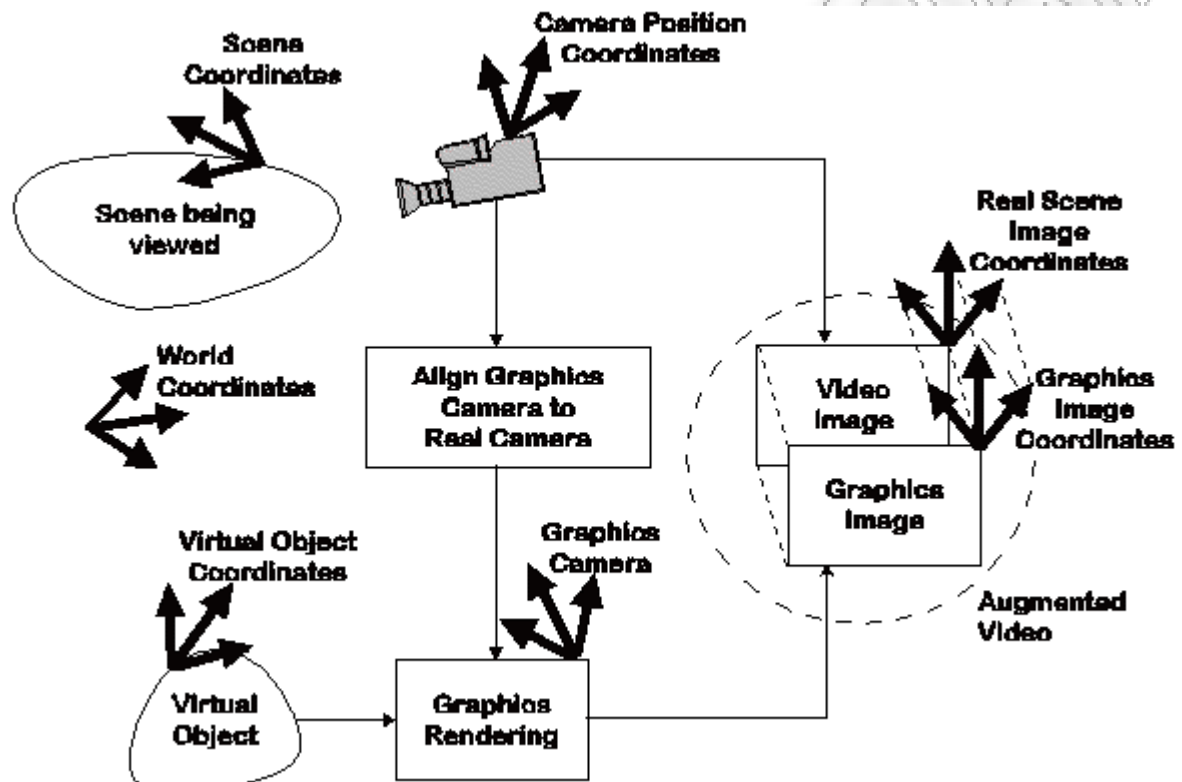 Scene
Coordinates
Camera Position
Coordinates
Scene being
viewed
Real Scene
Image
Coordinates
World
Coordinates
Align Graphics
Camera to
Real Camera
Video
Image
Graphics
Image
Coordinates
Graphics
Image
Virtual Object
Coordinates
Graphics
Camera
Augmented
Video
Virtual
Object
Graphics
Rendering